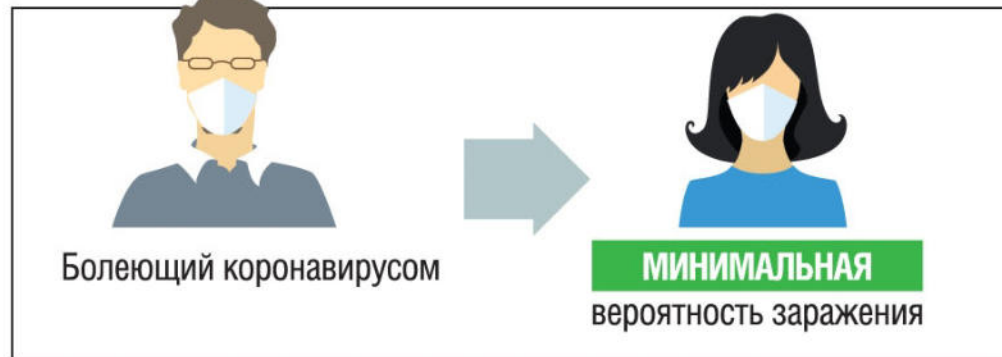 Болеющий коронавирусом
МИНИМАЛЬНАЯ
вероятность заражения